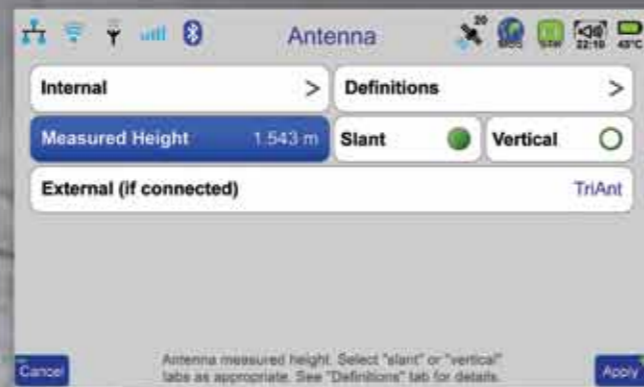 Antenna
20
22:10
43°C
Internal >
Definitions >
Measured Height 1.543 m
Slant
Vertical
External (if connected)
TriAnt
Antenna measured height. Select "slant" or "vertical"
tabs as appropriate. See "Definitions" tab for details.
Cancel
Apply